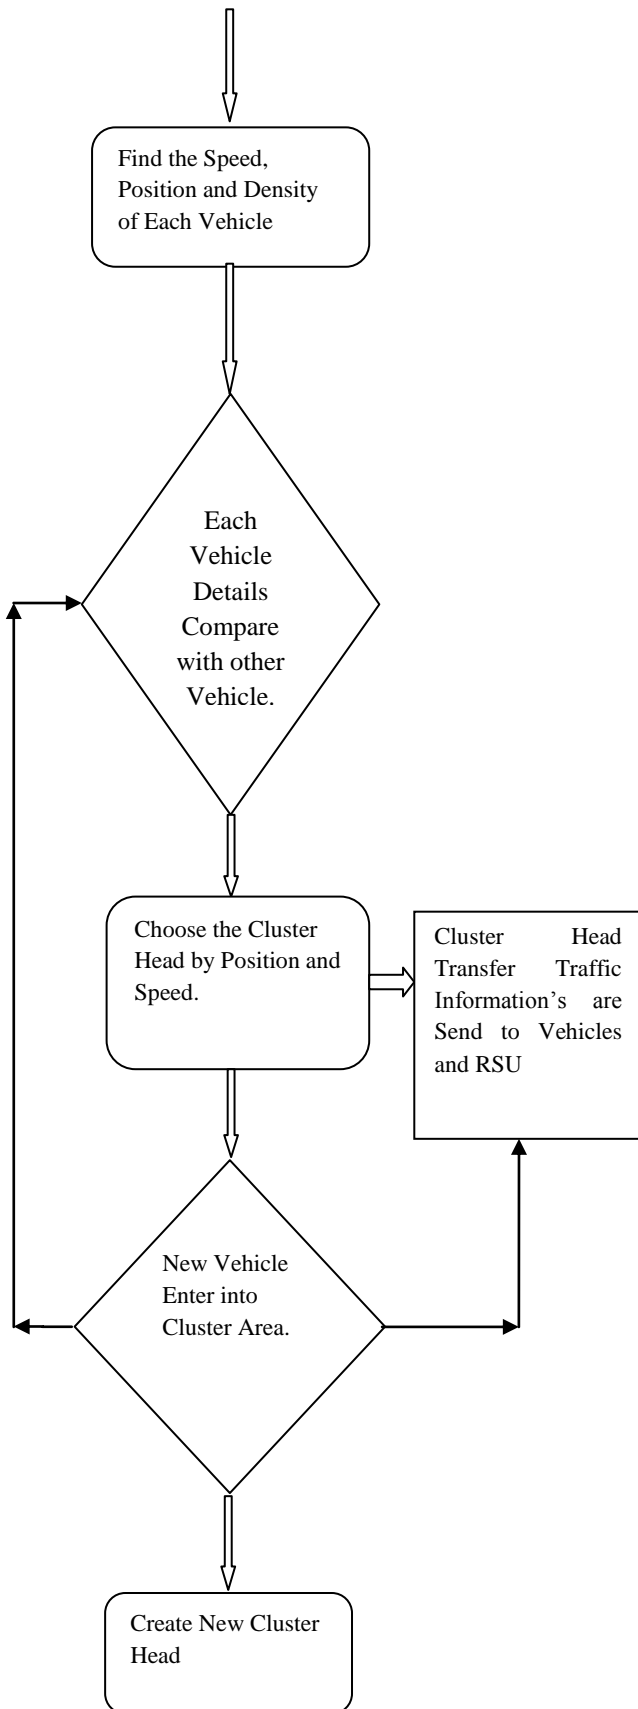 Find the Speed,
Position and Density
of Each Vehicle
Each
Vehicle
Details
Compare
with other
Vehicle.
Choose the Cluster
Head by Position and
Speed.
Cluster Head
Transfer Traffic
Information’s are
Send to Vehicles
and RSU
New Vehicle
Enter into
Cluster Area.
Create New Cluster
Head